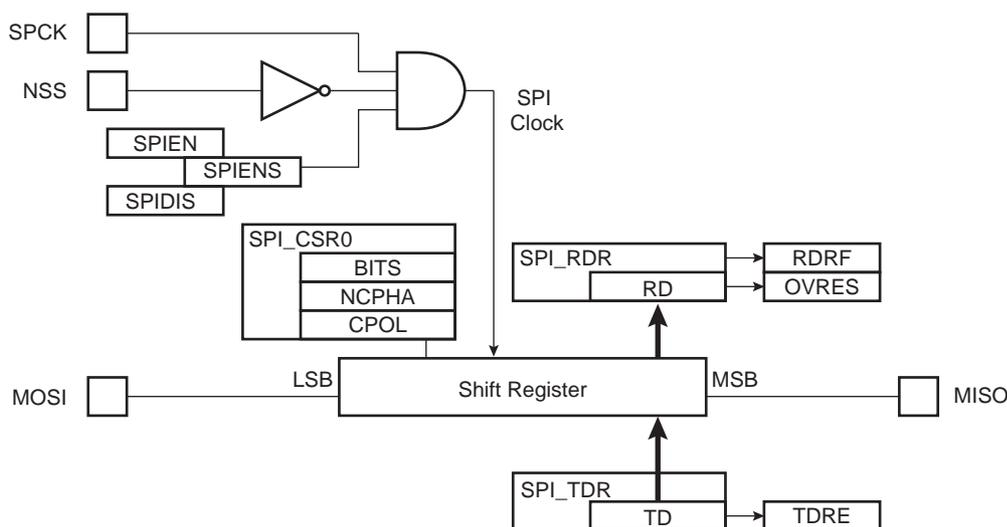 SPCK
NSS
SPI
Clock
SPIEN
SPIENS
SPIDIS
SPI_CSR0
BITS
NCPHA
CPOL
SPI_RDR
RD
RDRF
OVRES
MOSI
LSB
Shift Register
MSB
MISO
SPI_TDR
TD
TDRE